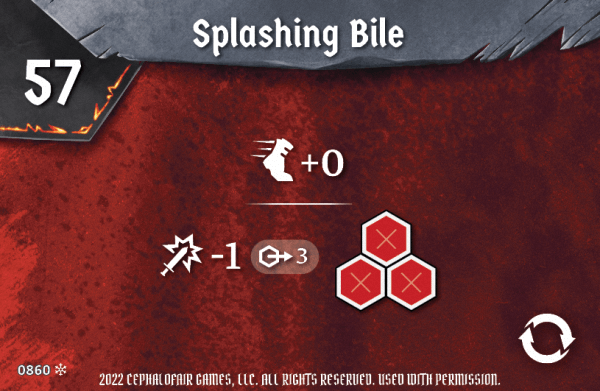 Splashing Bile
57
+0
-1 3
0860
2022 CEPHALOFAIR GAMES, LLC. ALL RIGHTS RESERVED. USED WITH PERMISSION.